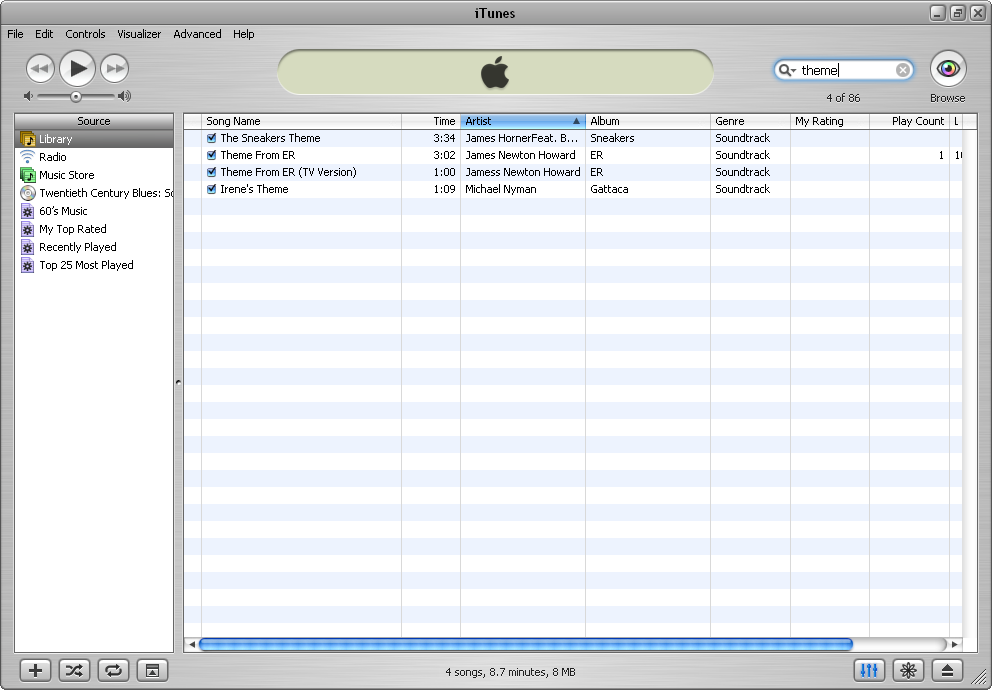 iTunes
File Edit Controls Visualizer Advanced Help
theme
4 of 86
Browse
Source
Library
Radio
Music Store
Twentieth Century Blues: So
60's Music
My Top Rated
Recently Played
Top 25 Most Played
Song Name Time Artist Album Genre My Rating Play Count L
The Sneakers Theme 3:34 James HornerFeat. B... Sneakers Soundtrack
Theme From ER 3:02 James Newton Howard ER Soundtrack 1
Theme From ER (TV Version) 1:00 Jamess Newton Howard ER Soundtrack
Irene's Theme 1:09 Michael Nyman Gattaca Soundtrack
4 songs, 8.7 minutes, 8 MB